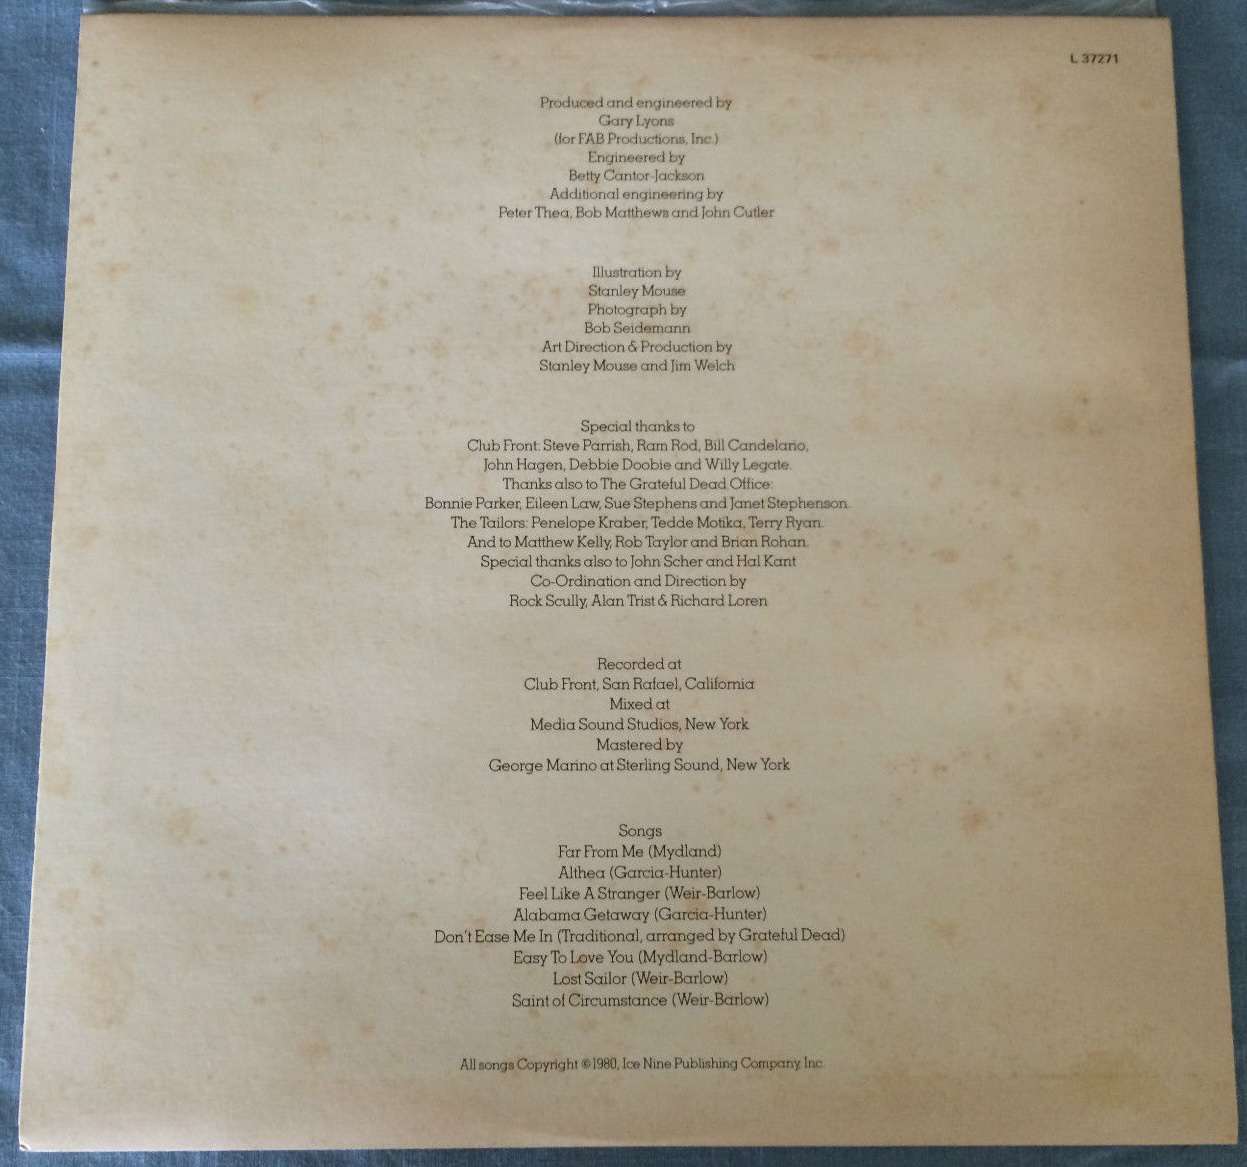 L 37271
Produced and engineered by
Gary Lyons
(for FAB Productions, Inc.)
Engineered by
Betty Cantor-Jackson
Additional engineering by
Peter Thea, Bob Matthews and John Cutler
Illustration by
Stanley Mouse
Photograph by
Bob Seidemann
Art Direction & Production by
Stanley Mouse and Jim Welch
Special thanks to
Club Front: Steve Parrish, Ram Rod, Bill Candelario,
John Hagen, Debbie Doobie and Willy Legate.
Thanks also to The Grateful Dead Office:
Bonnie Parker, Eileen Law, Sue Stephens and Janet Stephenson.
The Tailors: Penelope Kraber, Tedde Motika, Terry Ryan.
And to Matthew Kelly, Rob Taylor and Brian Rohan.
Special thanks also to John Scher and Hal Kant
Co-Ordination and Direction by
Rock Scully, Alan Trist & Richard Loren
Recorded at
Club Front, San Rafael, California
Mixed at
Media Sound Studios, New York
Mastered by
George Marino at Sterling Sound, New York
Songs
Far From Me (Mydland)
Althea (Garcia-Hunter)
Feel Like A Stranger (Weir-Barlow)
Alabama Getaway (Garcia-Hunter)
Don't Ease Me In (Traditional, arranged by Grateful Dead)
Easy To Love You (Mydland-Barlow)
Lost Sailor (Weir-Barlow)
Saint of Circumstance (Weir-Barlow)
All songs Copyright ©1980, Ice Nine Publishing Company, Inc.